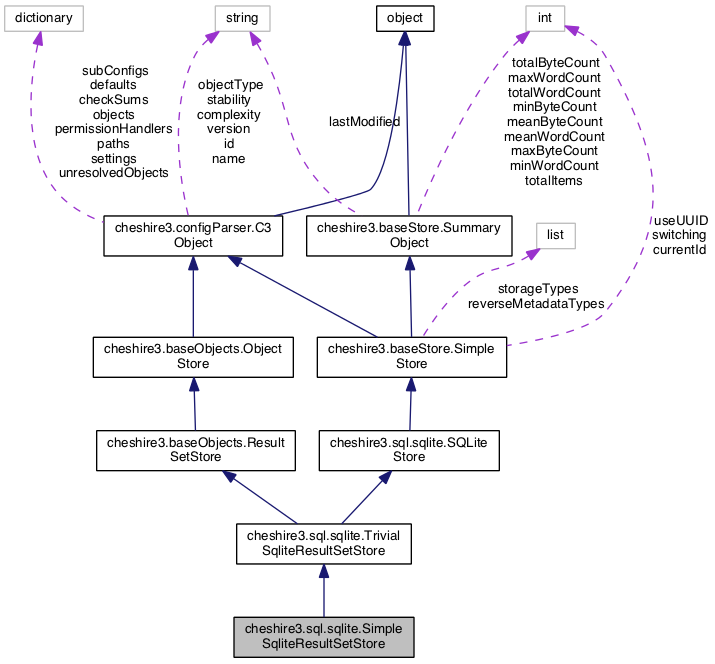 dictionary
string
object
int
subConfigs
defaults
checkSums
objects
permissionHandlers
paths
settings
unresolvedObjects
objectType
stability
complexity
version
id
name
lastModified
totalByteCount
maxWordCount
totalWordCount
minByteCount
meanByteCount
meanWordCount
maxByteCount
minWordCount
totalItems
cheshire3.configParser.C3
Object
cheshire3.baseStore.Summary
Object
list
useUUID
switching
currentId
storageTypes
reverseMetadataTypes
cheshire3.baseObjects.Object
Store
cheshire3.baseStore.Simple
Store
cheshire3.baseObjects.Result
SetStore
cheshire3.sql.sqlite.SQLite
Store
cheshire3.sql.sqlite.Trivial
SqliteResultSetStore
cheshire3.sql.sqlite.Simple
SqliteResultSetStore